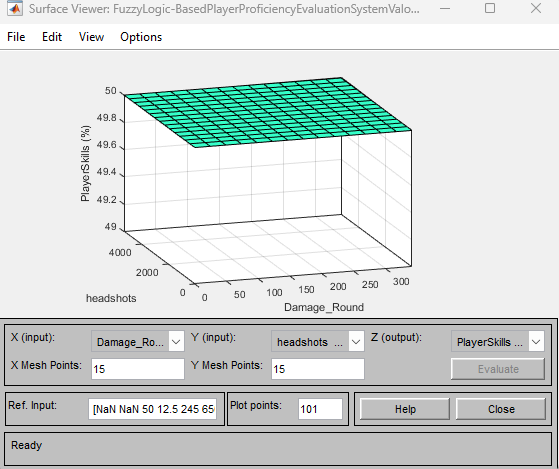 Surface Viewer: FuzzyLogic-BasedPlayerProficiencyEvaluationSystemValo...
File Edit View Options
50
49.8
49.6
49.4
49.2
49
PlayerSkills (%)
4000
2000
0
headshots
0
50
100
150
200
250
300
Damage_Round
X (input): Damage_Ro... Y (input): headshots ... Z (output): PlayerSkills ...
X Mesh Points: 15 Y Mesh Points: 15 Evaluate
Ref. Input: [NaN NaN 50 12.5 245 65 Plot points: 101 Help Close
Ready